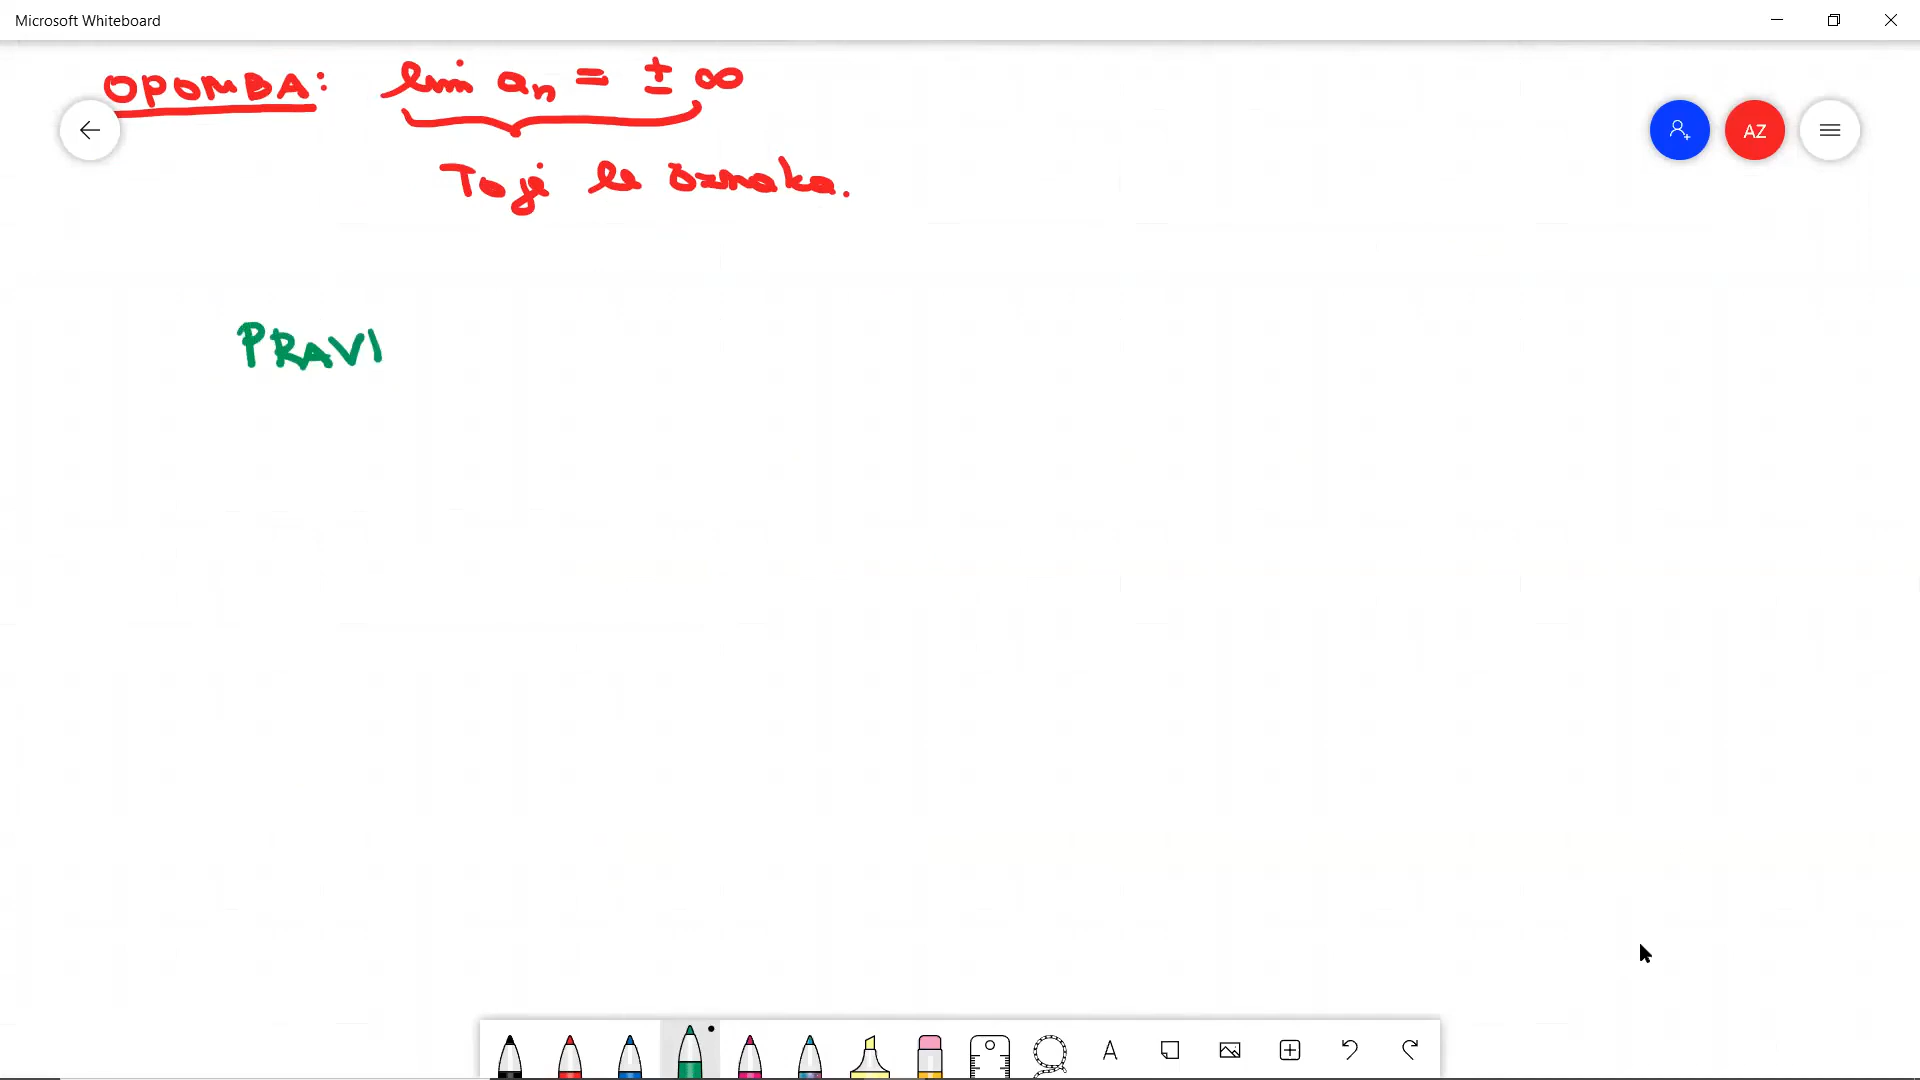 Microsoft Whiteboard
OPOMBA: lim an = ± ∞
To je le oznaka.
AZ
PRAVI